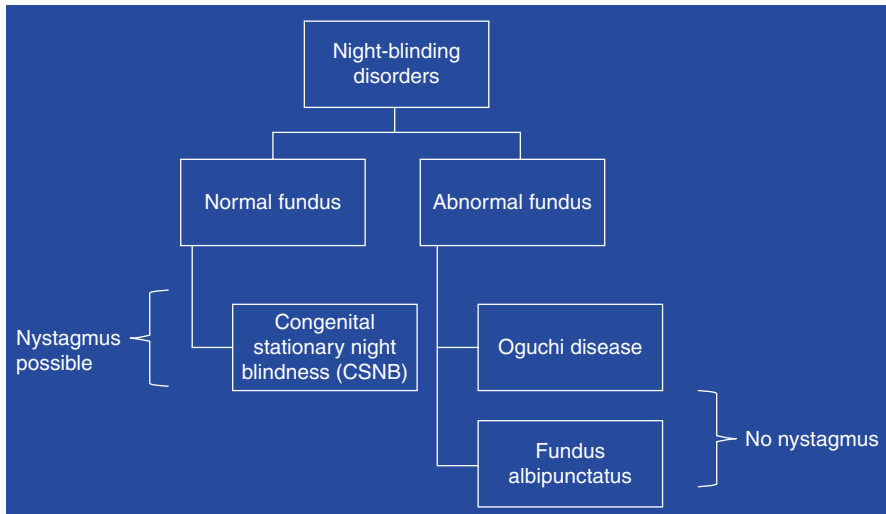 Night-blinding
disorders
Normal fundus
Abnormal fundus
Nystagmus
possible
Congenital
stationary night
blindness (CSNB)
Oguchi disease
Fundus
albipunctatus
No nystagmus